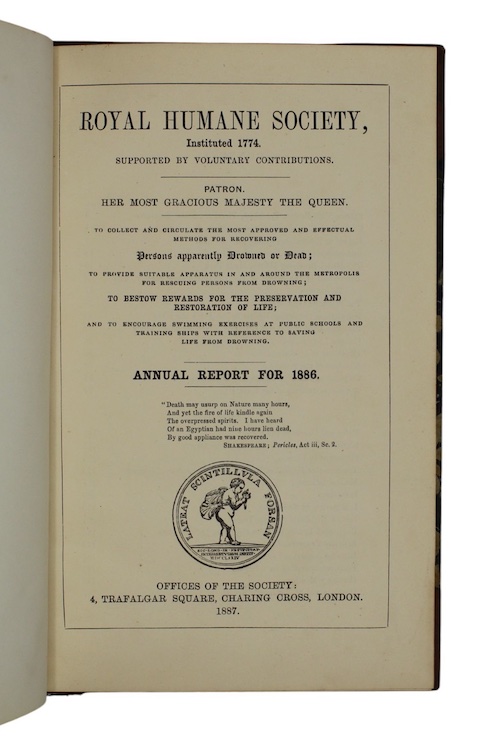 ROYAL HUMANE SOCIETY,
Instituted 1774.
SUPPORTED BY VOLUNTARY CONTRIBUTIONS.
PATRON.
HER MOST GRACIOUS MAJESTY THE QUEEN.
TO COLLECT AND CIRCULATE THE MOST APPROVED AND EFFECTUAL
METHODS FOR RECOVERING
Persons apparently Drowned or Dead;
TO PROVIDE SUITABLE APPARATUS IN AND AROUND THE METROPOLIS
FOR RESCUING PERSONS FROM DROWNING;
TO BESTOW REWARDS FOR THE PRESERVATION AND
RESTORATION OF LIFE;
AND TO ENCOURAGE SWIMMING EXERCISES AT PUBLIC SCHOOLS AND
TRAINING SHIPS WITH REFERENCE TO SAVING
LIFE FROM DROWNING.
ANNUAL REPORT FOR 1886.
"Death may usurp on Nature many hours,
And yet the fire of life kindle again
The overpressed spirits. I have heard
Of an Egyptian had nine hours lien dead,
By good appliance was recovered.
SHAKESPEARE; Pericles, Act iii, Sc. 2.
LATEAT SCINTILLVLA FORSAN
OFFICES OF THE SOCIETY:
4, TRAFALGAR SQUARE, CHARING CROSS, LONDON.
1887.